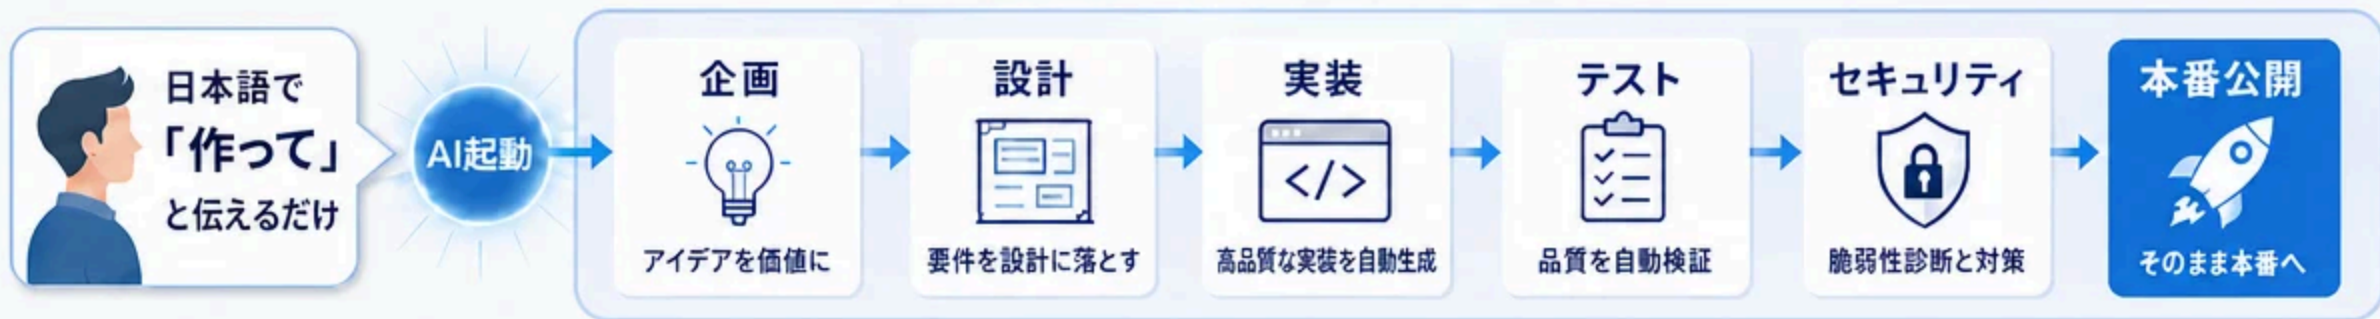 日本語で
「作って」
と伝えるだけ
AI起動
企画
アイデアを価値に
設計
要件を設計に落とす
実装
</>
高品質な実装を自動生成
テスト
品質を自動検証
セキュリティ
脆弱性診断と対策
本番公開
そのまま本番へ